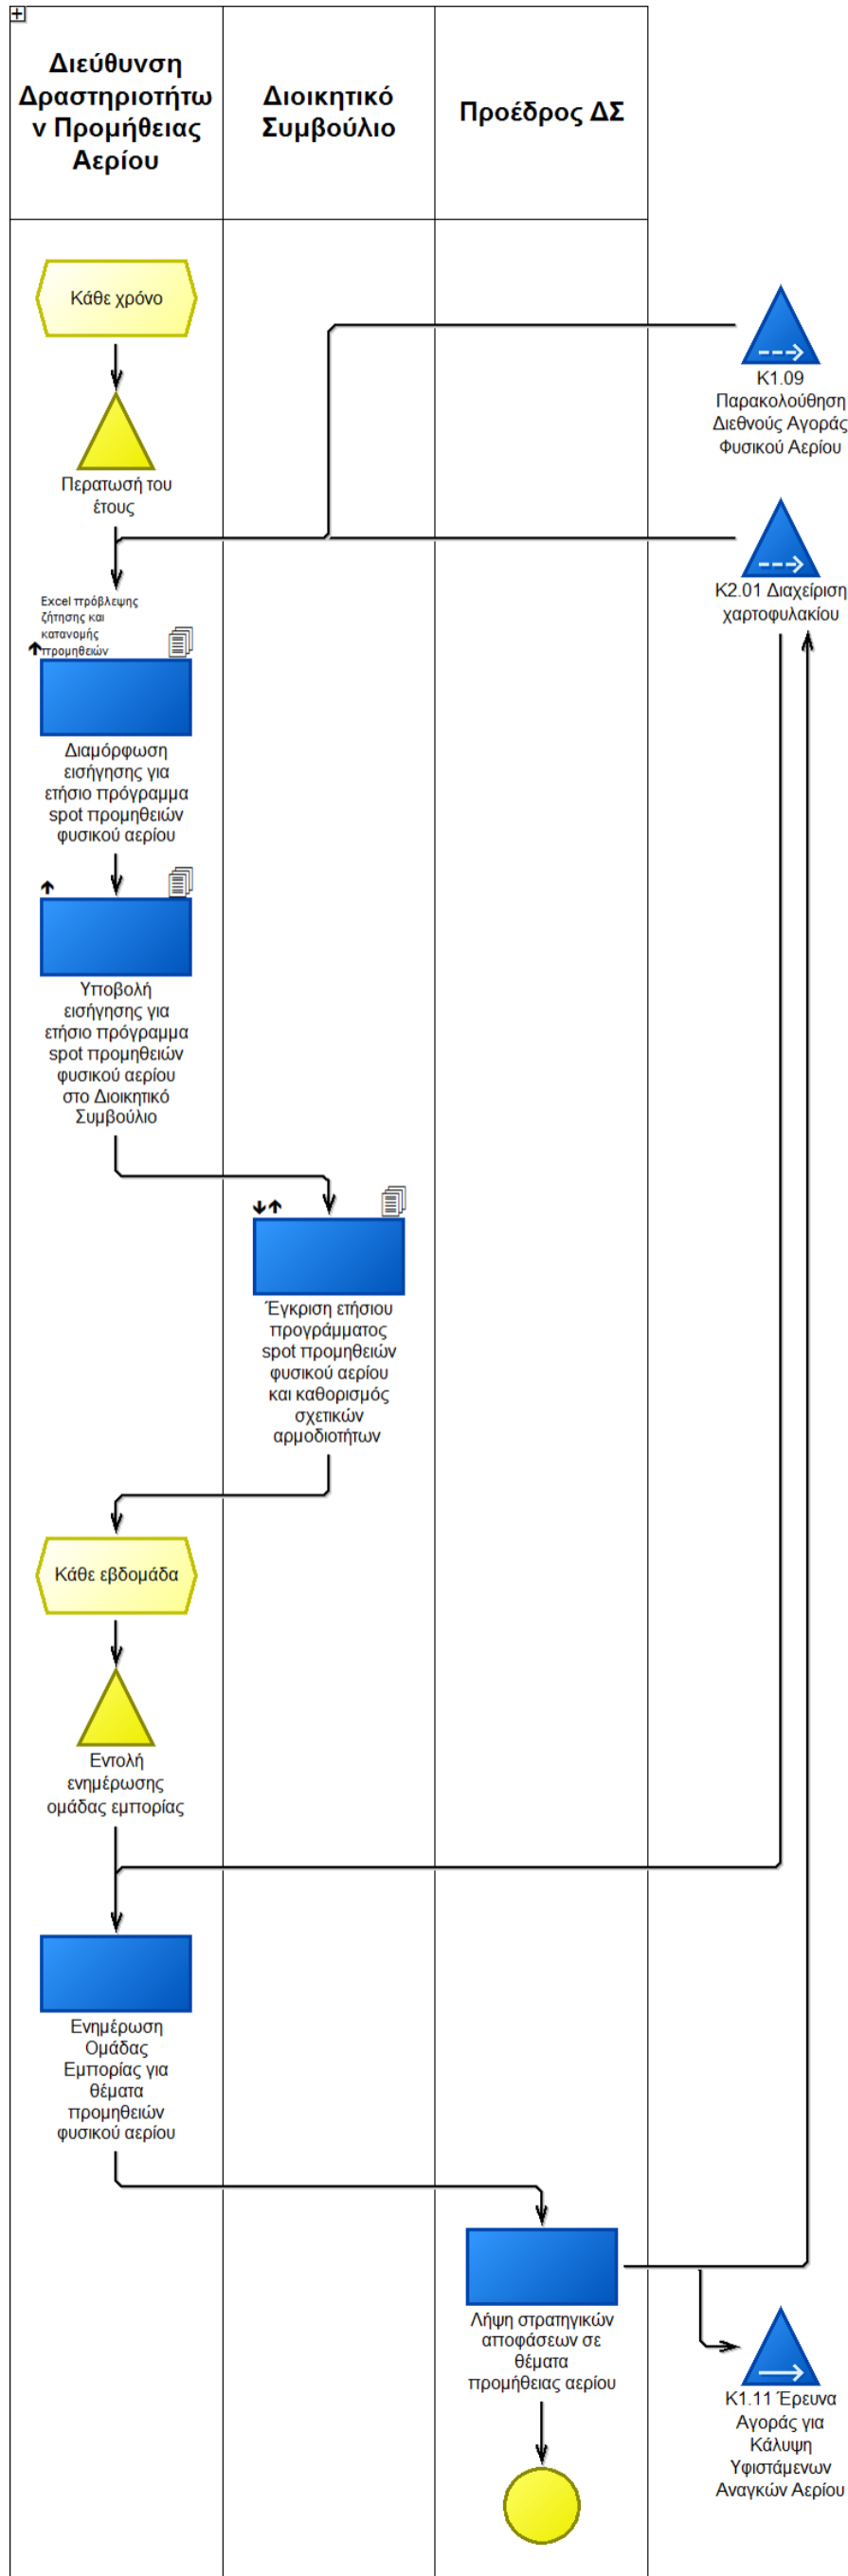 Διεύθυνση
Δραστηριοτήτω
ν Προμήθειας
Αερίου
Διοικητικό
Συμβούλιο
Προέδρος ΔΣ
Κάθε χρόνο
Κ1.09
Παρακολούθηση
Διεθνούς Αγοράς
Φυσικού Αερίου
Περατωσή του
έτους
Κ2.01 Διαχείριση
χαρτοφυλακίου
Excel πρόβλεψης
ζήτησης και
κατανομής
προμηθειών
Διαμόρφωση
εισήγησης για
ετήσιο πρόγραμμα
spot προμηθειών
φυσικού αερίου
Υποβολή
εισήγησης για
ετήσιο πρόγραμμα
spot προμηθειών
φυσικού αερίου
στο Διοικητικό
Συμβούλιο
Έγκριση ετήσιου
προγράμματος
spot προμηθειών
φυσικού αερίου
και καθορισμός
σχετικών
αρμοδιοτήτων
Κάθε εβδομάδα
Εντολή
ενημέρωσης
ομάδας εμπορίας
Ενημέρωση
Ομάδας
Εμπορίας για
θέματα
προμηθειών
φυσικού αερίου
Λήψη στρατηγικών
αποφάσεων σε
θέματα
προμήθειας αερίου
Κ1.11 Έρευνα
Αγοράς για
Κάλυψη
Υφιστάμενων
Αναγκών Αερίου